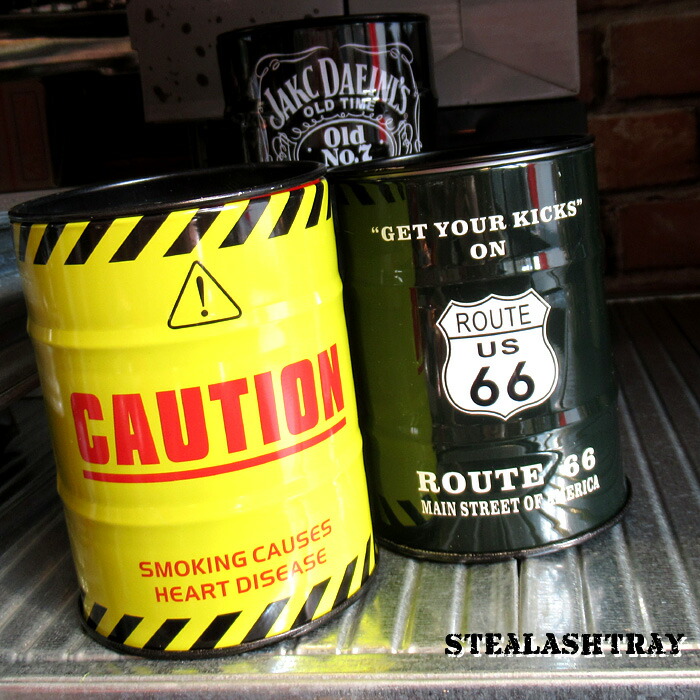 JAKC DAEINL'S
OLD TIME
Old
No.7
"GET YOUR KICKS"
ON
ROUTE
US
66
ROUTE 66
MAIN STREET OF AMERICA
!
CAUTION
SMOKING CAUSES
HEART DISEASE
STEALASHTRAY